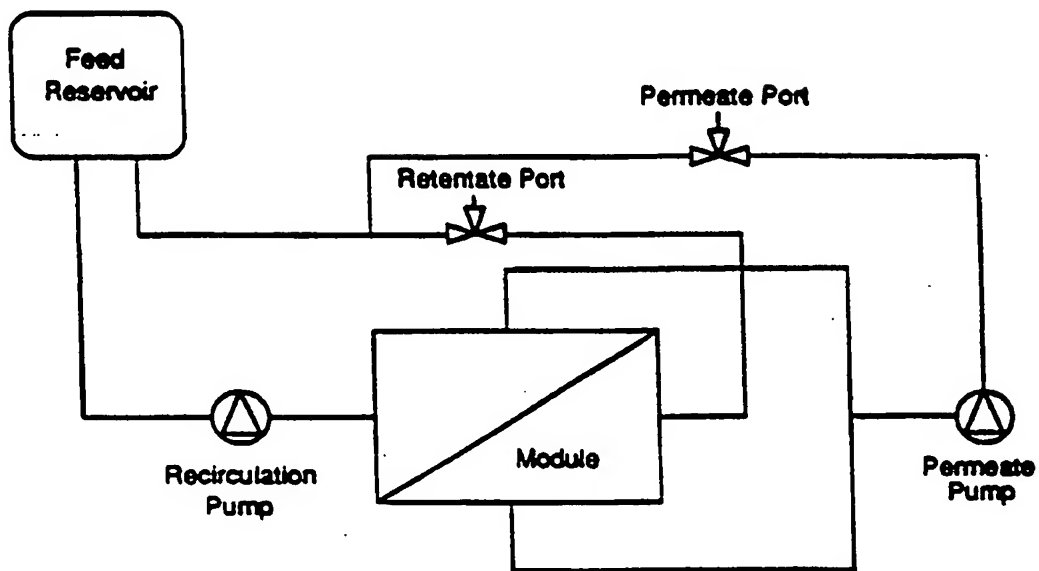 Feed
Reservoir
Permeate Port
Retentate Port
Module
Recirculation
Pump
Permeate
Pump